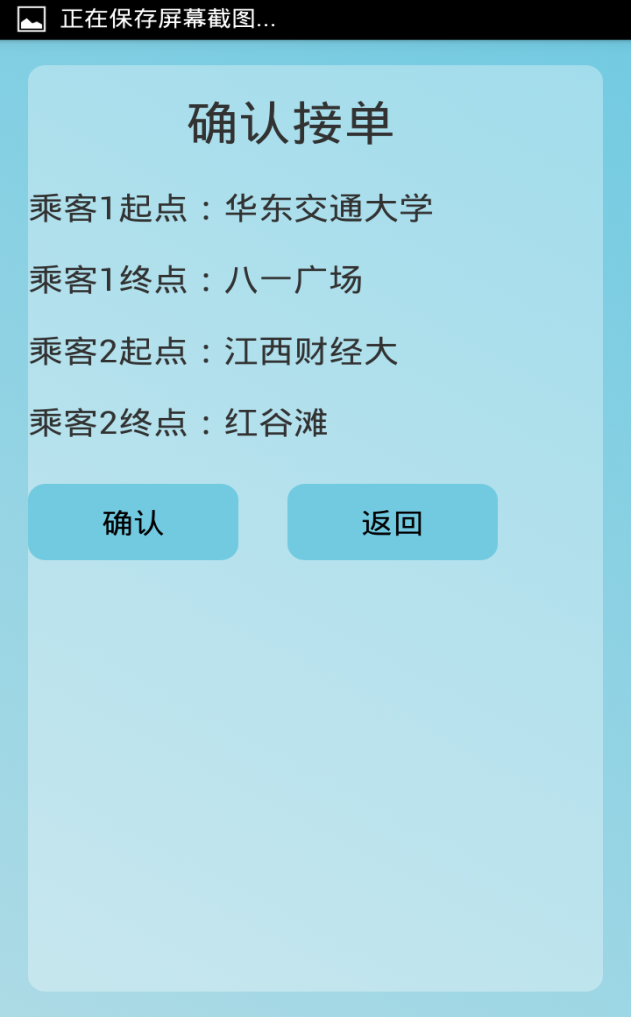 正在保存屏幕截图...
确认接单
乘客1起点：华东交通大学
乘客1终点：八一广场
乘客2起点：江西财经大
乘客2终点：红谷滩
确认 返回